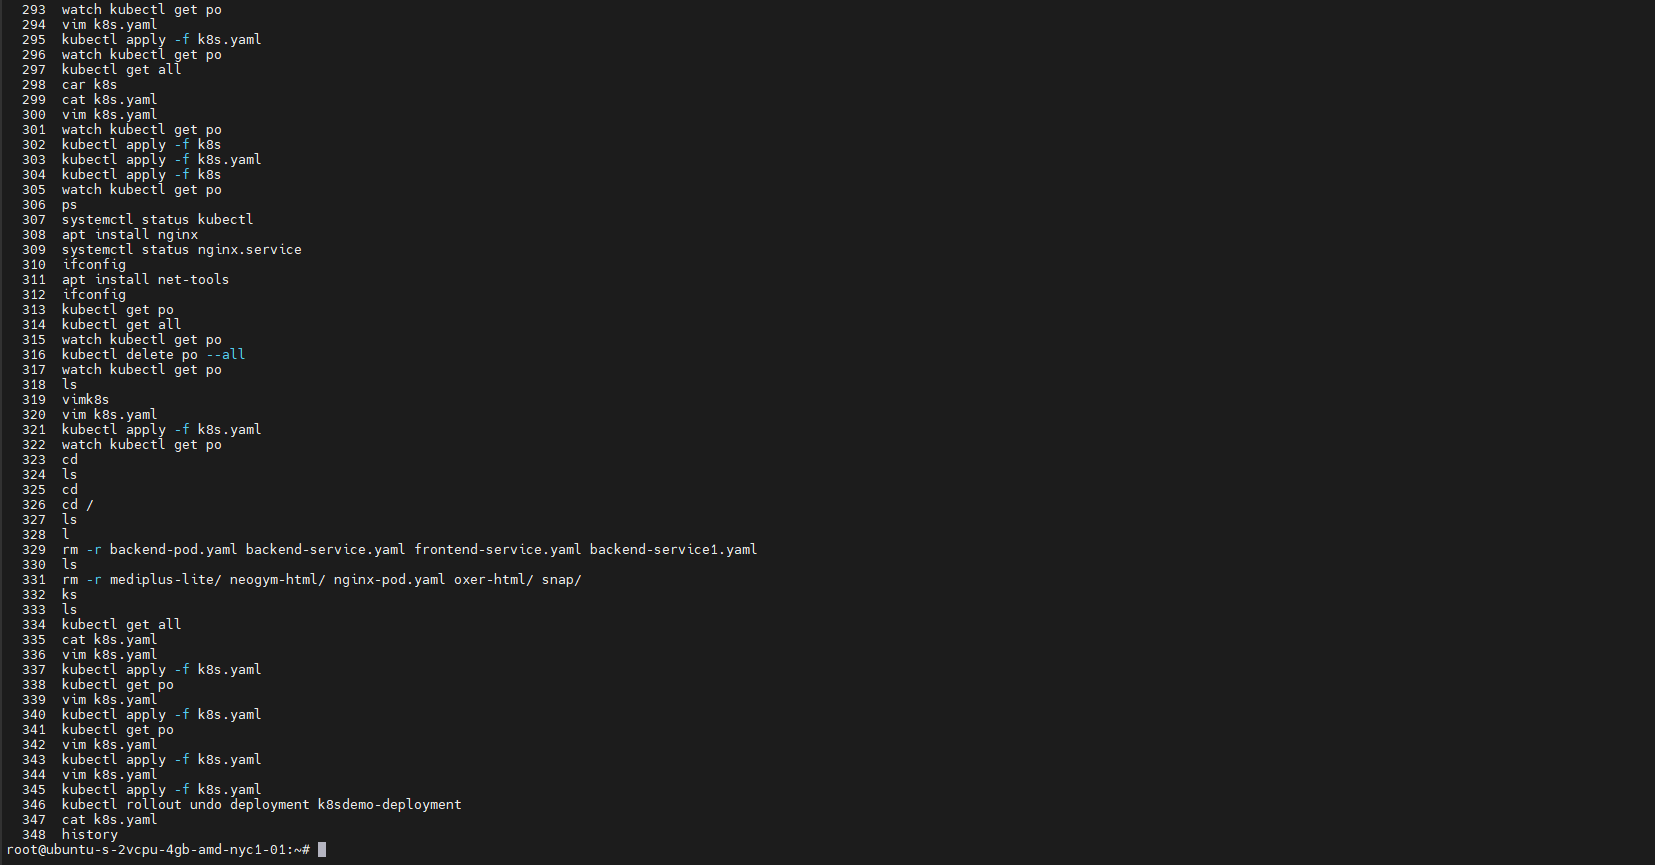 293  watch kubectl get po
294  vim k8s.yaml
295  kubectl apply -f k8s.yaml
296  watch kubectl get po
297  kubectl get all
298  car k8s
299  cat k8s.yaml
300  vim k8s.yaml
301  watch kubectl get po
302  kubectl apply -f k8s
303  kubectl apply -f k8s.yaml
304  kubectl apply -f k8s
305  watch kubectl get po
306  ps
307  systemctl status kubectl
308  apt install nginx
309  systemctl status nginx.service
310  ifconfig
311  apt install net-tools
312  ifconfig
313  kubectl get po
314  kubectl get all
315  watch kubectl get po
316  kubectl delete po --all
317  watch kubectl get po
318  ls
319  vimk8s
320  vim k8s.yaml
321  kubectl apply -f k8s.yaml
322  watch kubectl get po
323  cd
324  ls
325  cd
326  cd /
327  ls
328  l
329  rm -r backend-pod.yaml backend-service.yaml frontend-service.yaml backend-service1.yaml
330  ls
331  rm -r mediplus-lite/ neogym-html/ nginx-pod.yaml oxer-html/ snap/
332  ks
333  ls
334  kubectl get all
335  cat k8s.yaml
336  vim k8s.yaml
337  kubectl apply -f k8s.yaml
338  kubectl get po
339  vim k8s.yaml
340  kubectl apply -f k8s.yaml
341  kubectl get po
342  vim k8s.yaml
343  kubectl apply -f k8s.yaml
344  vim k8s.yaml
345  kubectl apply -f k8s.yaml
346  kubectl rollout undo deployment k8sdemo-deployment
347  cat k8s.yaml
348  history
root@ubuntu-s-2vcpu-4gb-amd-nyc1-01:~#